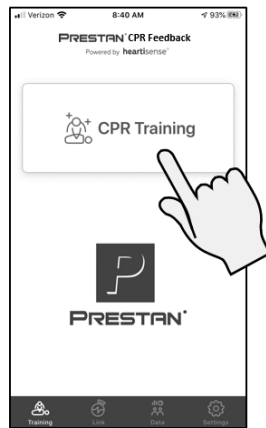 Verizon 8:40 AM 93%
PRESTAN® CPR Feedback
Powered by heartisense®
CPR Training
PRESTAN®
Training Link Data Settings